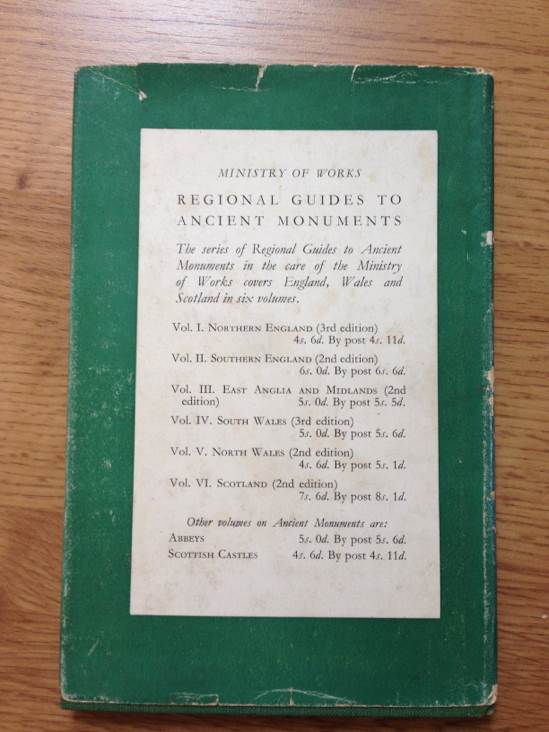 MINISTRY OF WORKS
REGIONAL GUIDES TO
ANCIENT MONUMENTS
The series of Regional Guides to Ancient
Monuments in the care of the Ministry
of Works covers England, Wales and
Scotland in six volumes.
Vol. I. NORTHERN ENGLAND (3rd edition)
4s. 6d. By post 4s. 11d.
Vol. II. SOUTHERN ENGLAND (2nd edition)
6s. 0d. By post 6s. 6d.
Vol. III. EAST ANGLIA AND MIDLANDS (2nd
edition) 5s. 0d. By post 5s. 5d.
Vol. IV. SOUTH WALES (3rd edition)
5s. 0d. By post 5s. 6d.
Vol. V. NORTH WALES (2nd edition)
4s. 6d. By post 5s. 1d.
Vol. VI. SCOTLAND (2nd edition)
7s. 6d. By post 8s. 1d.
Other volumes on Ancient Monuments are:
ABBEYS 5s. 0d. By post 5s. 6d.
SCOTTISH CASTLES 4s. 6d. By post 4s. 11d.